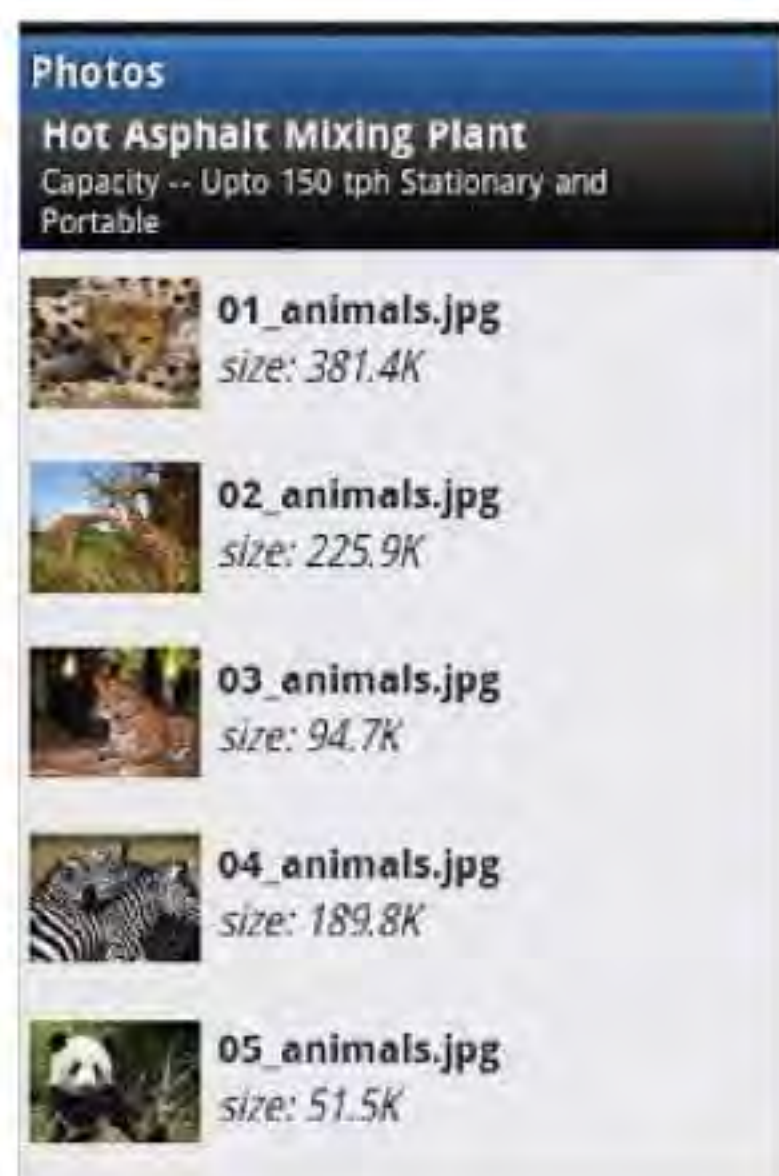 Photos
Hot Asphalt Mixing Plant
Capacity -- Upto 150 tph Stationary and
Portable
01_animals.jpg
size: 381.4K
02_animals.jpg
size: 225.9K
03_animals.jpg
size: 94.7K
04_animals.jpg
size: 189.8K
05_animals.jpg
size: 51.5K